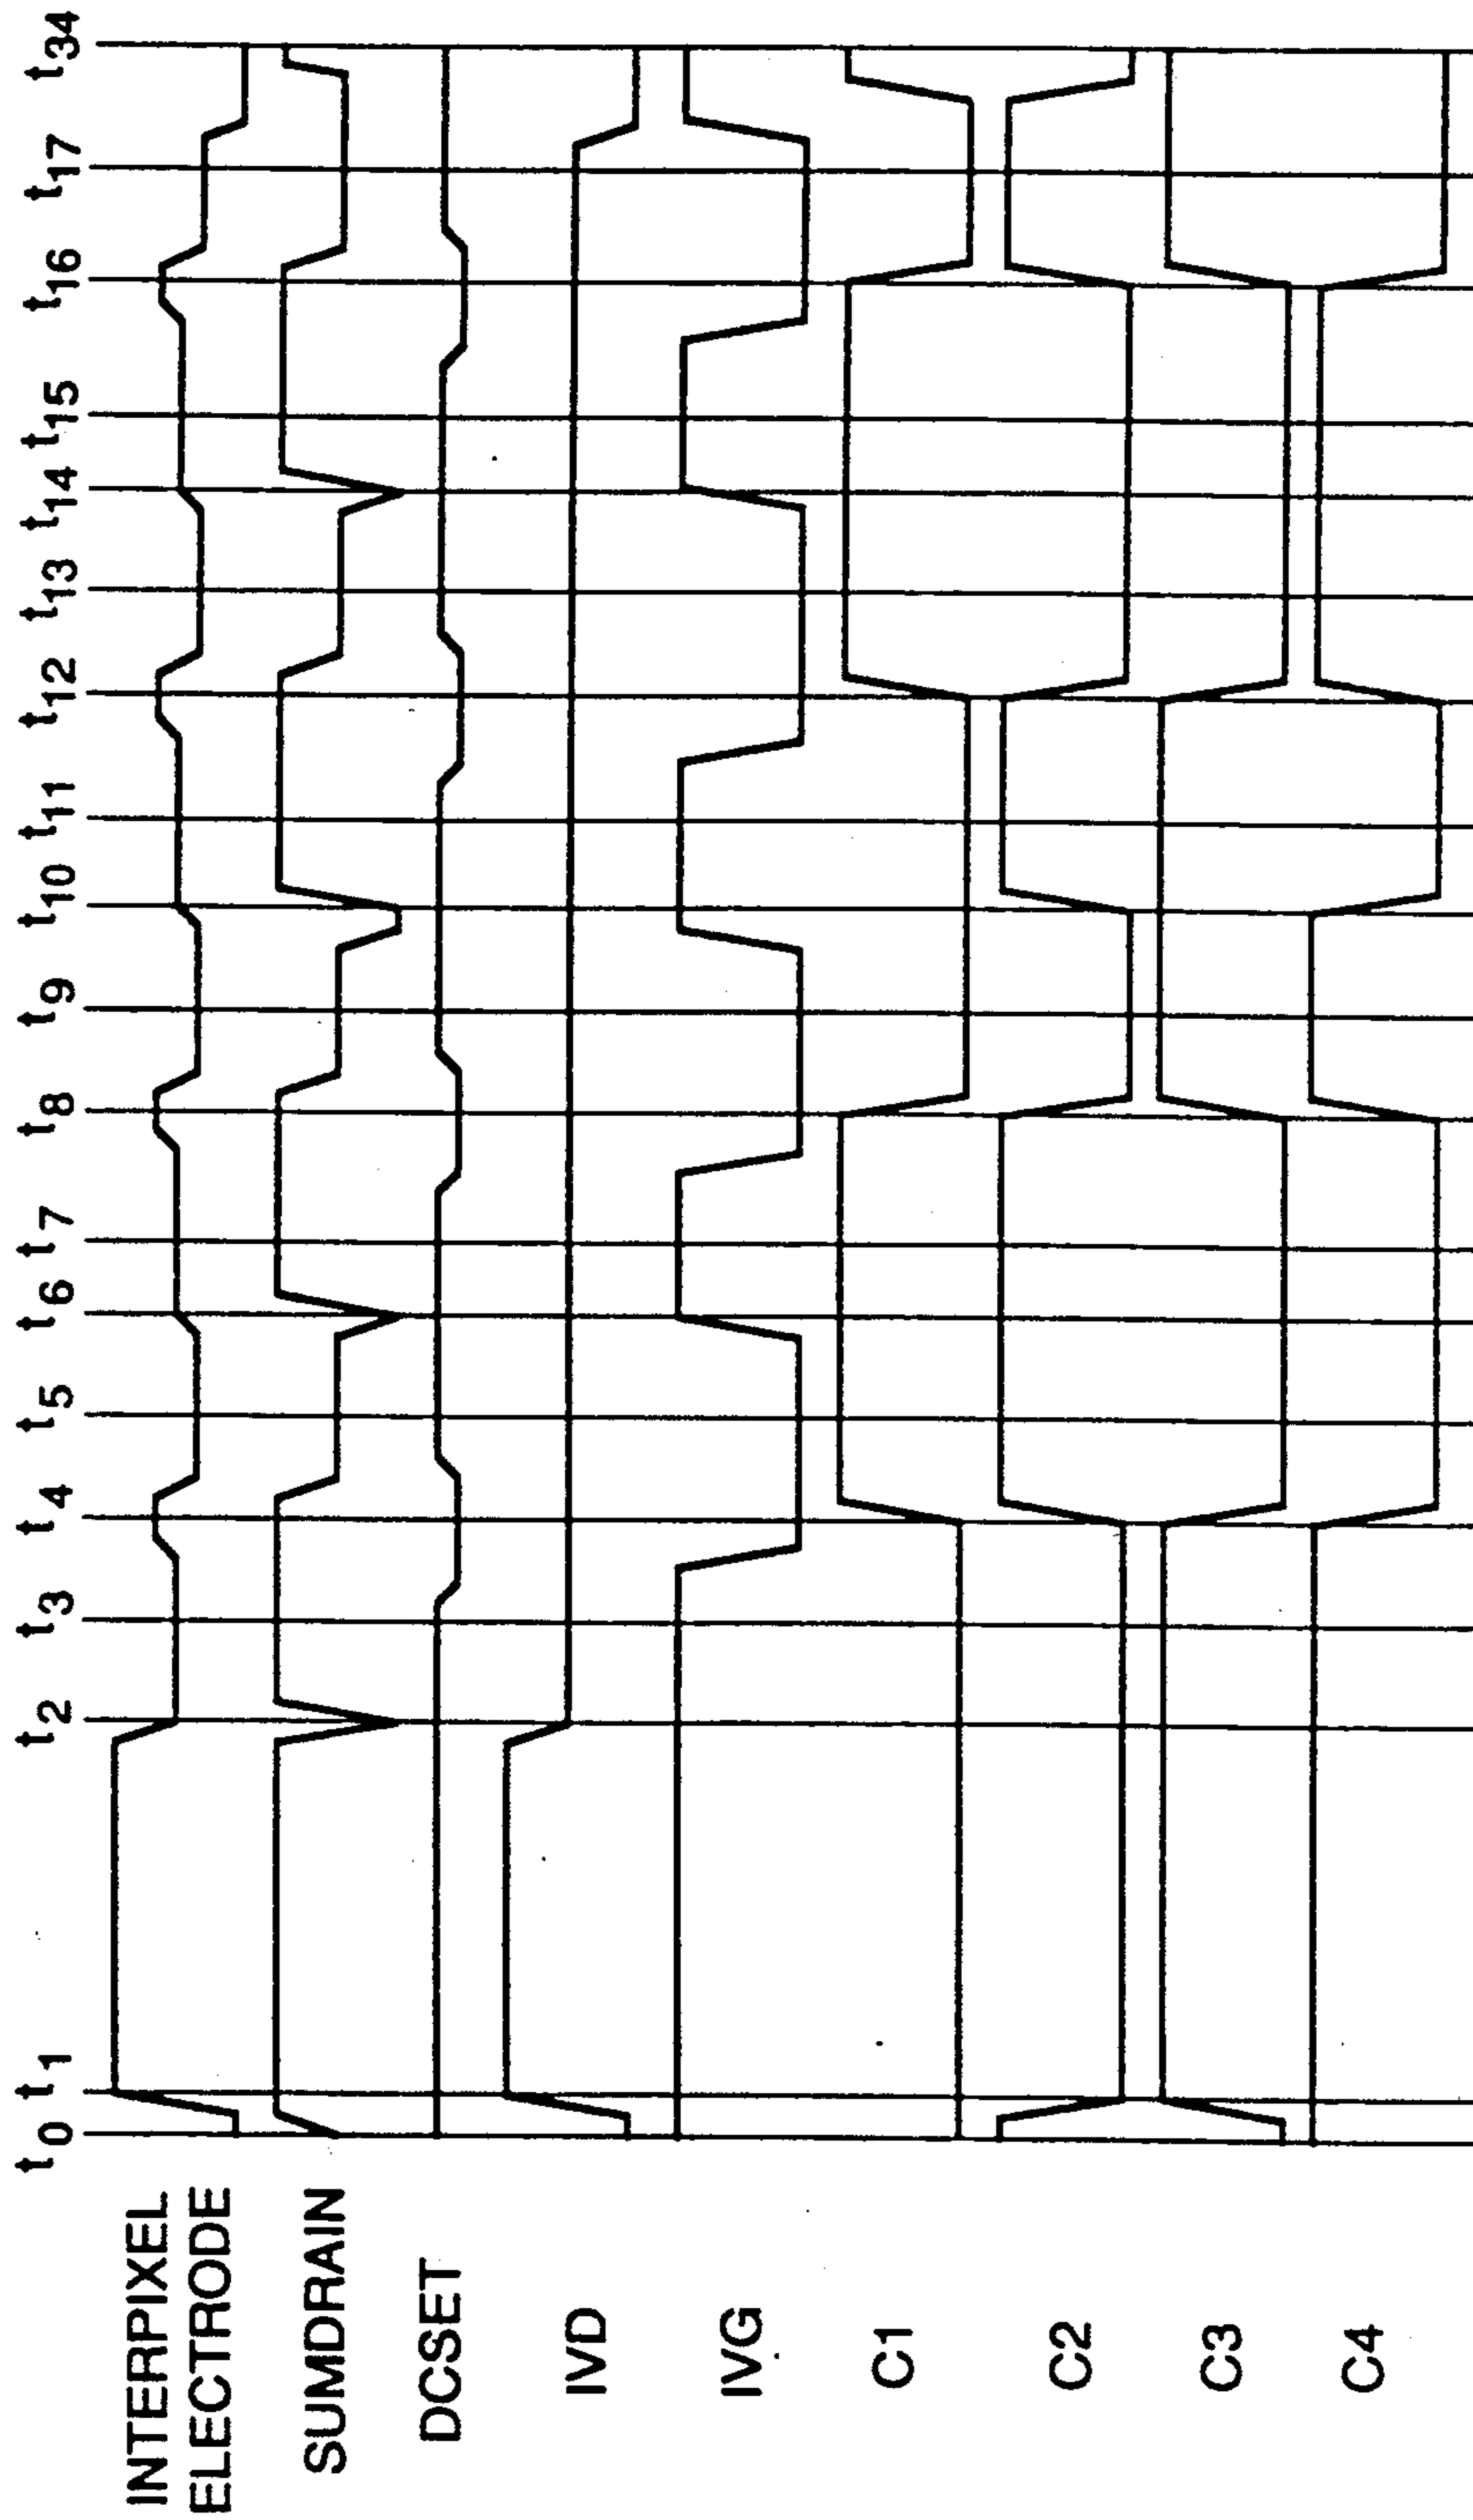 t0 t1 t2 t3 t4 t5 t6 t7 t8 t9 t10 t11 t12 t13 t14 t15 t16 t17 t34
INTERPIXEL
ELECTRODE
SUMDRAIN
DCSET
IVD
IVG
C1
C2
C3
C4